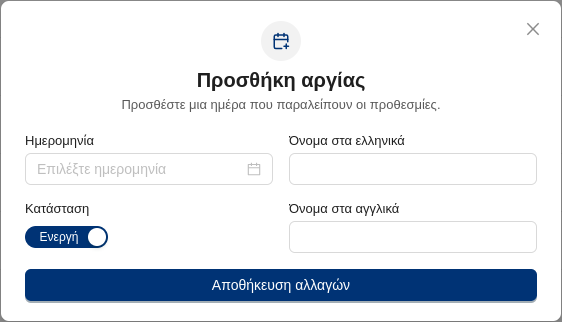 Προσθήκη αργίας
Προσθέστε μια ημέρα που παραλείπουν οι προθεσμίες.
Ημερομηνία
Όνομα στα ελληνικά
Επιλέξτε ημερομηνία
Κατάσταση
Όνομα στα αγγλικά
Ενεργή
Αποθήκευση αλλαγών